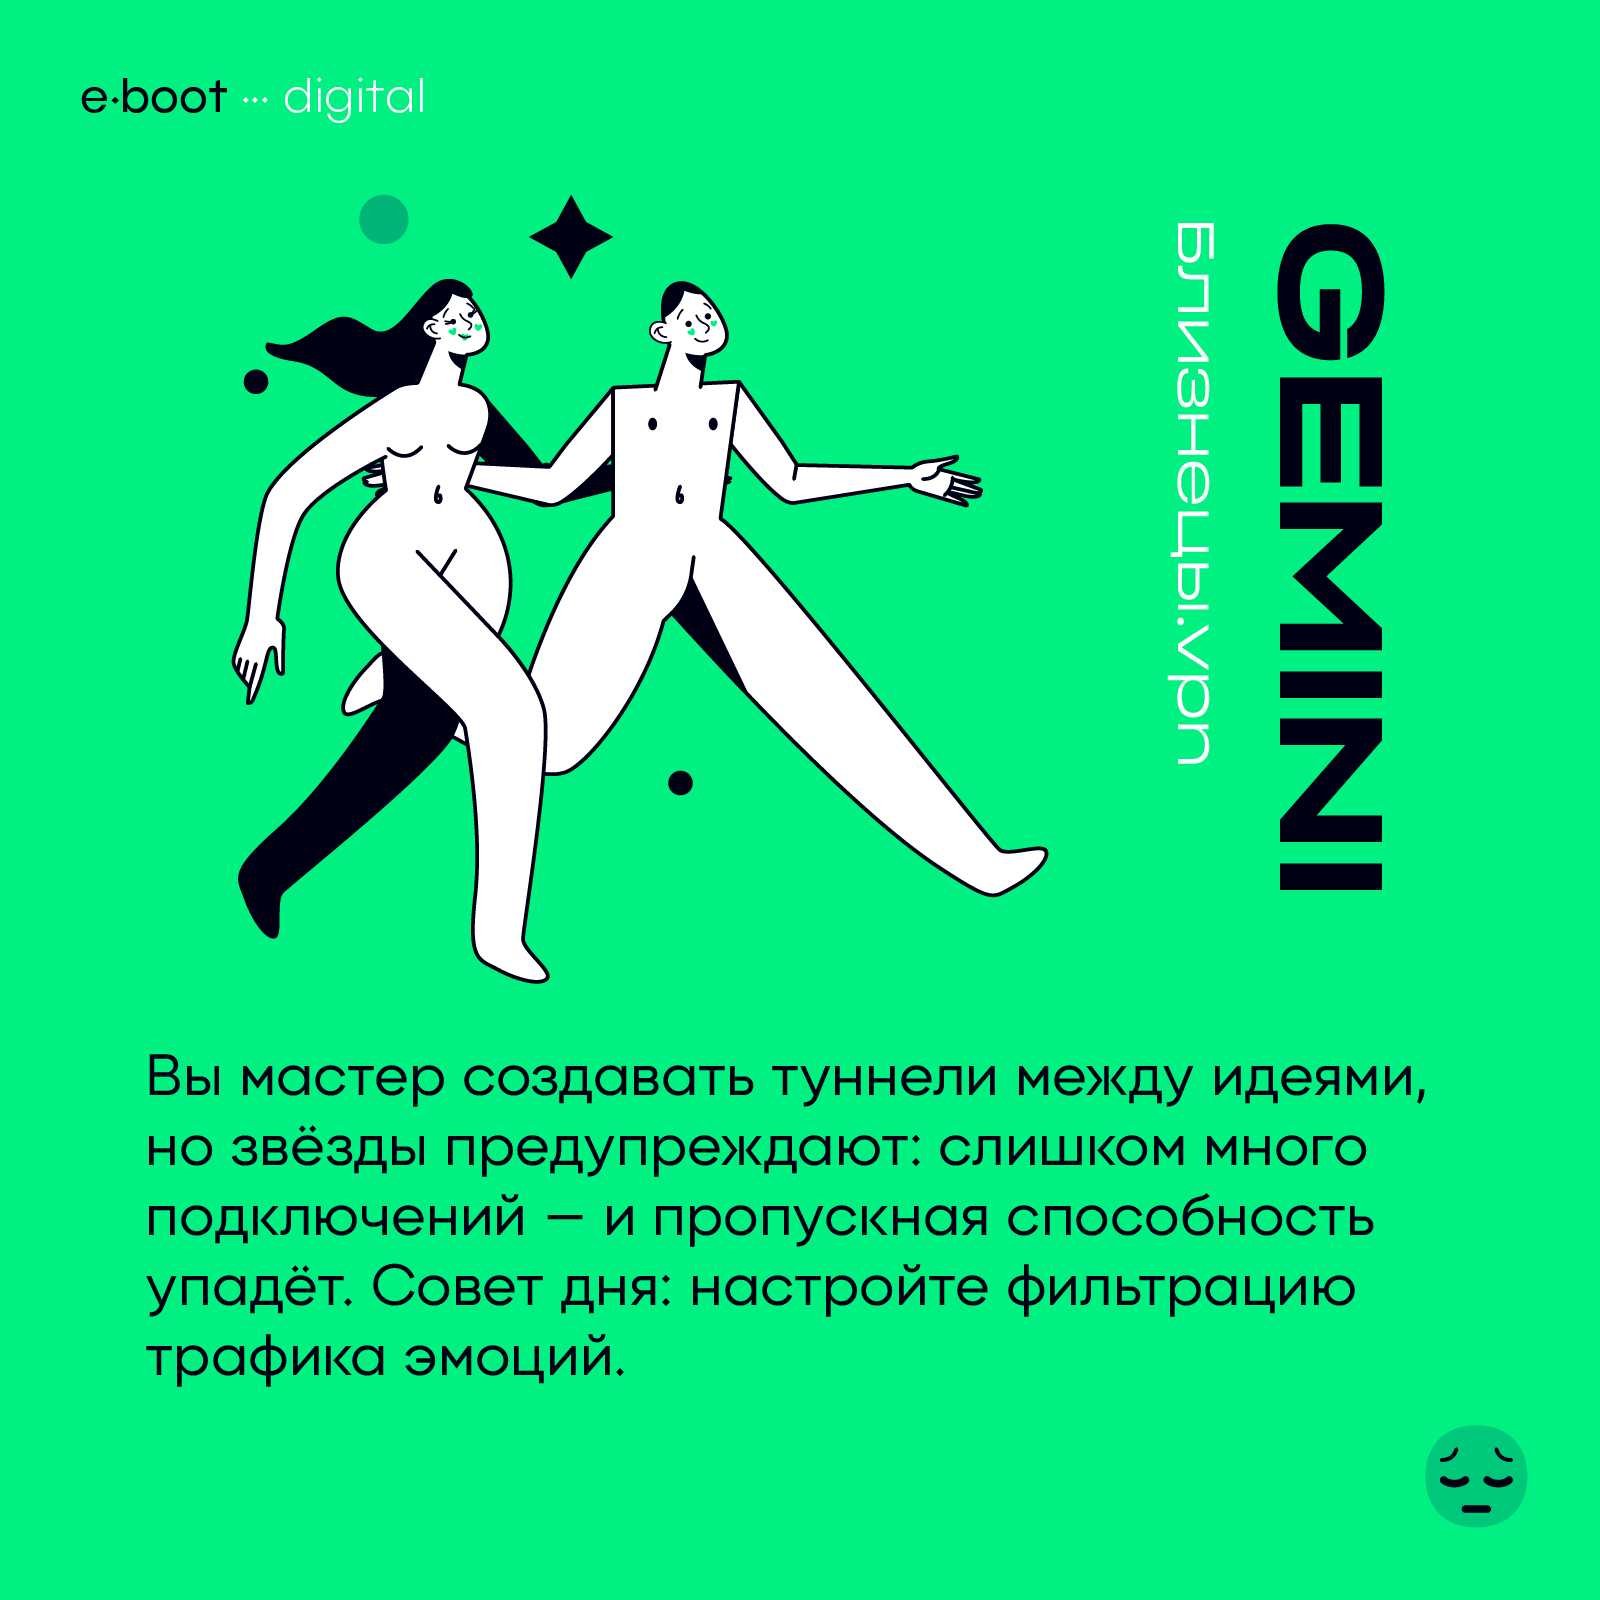 e·boot ··· digital
GEMINI
Близнецы.vpn
Вы мастер создавать туннели между идеями,
но звёзды предупреждают: слишком много
подключений — и пропускная способность
упадёт. Совет дня: настройте фильтрацию
трафика эмоций.